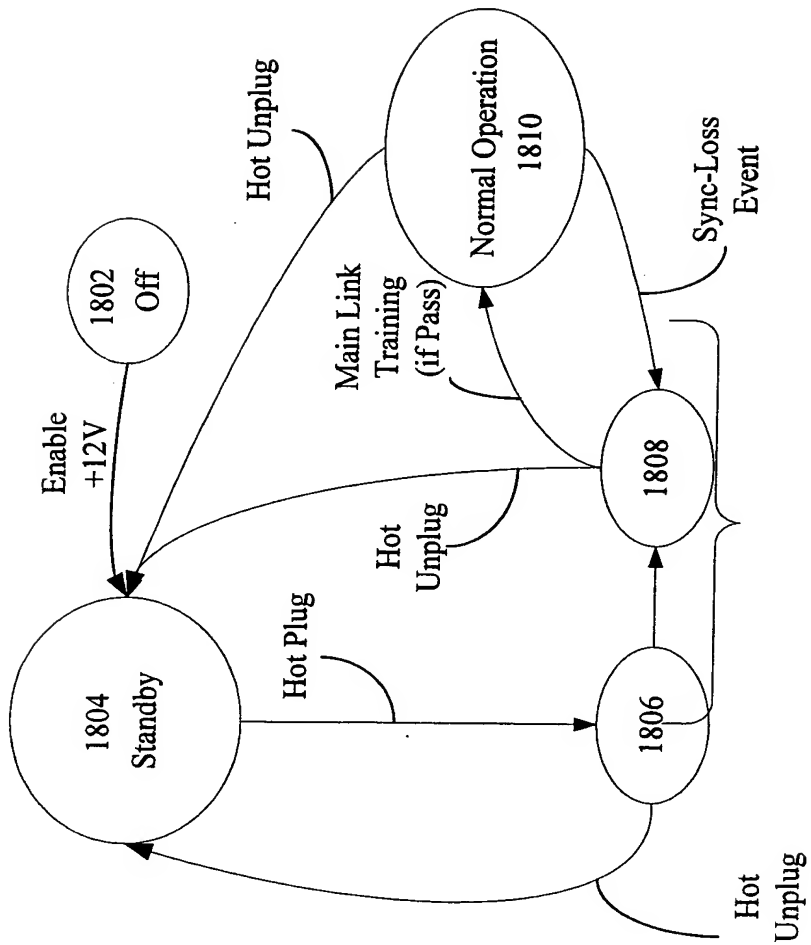 1802
Off
Enable
+12V
1804
Standby
Hot Unplug
Normal Operation
1810
Main Link
Training
(if Pass)
Hot
Unplug
Hot Plug
Sync-Loss
Event
1808
1806
Hot
Unplug